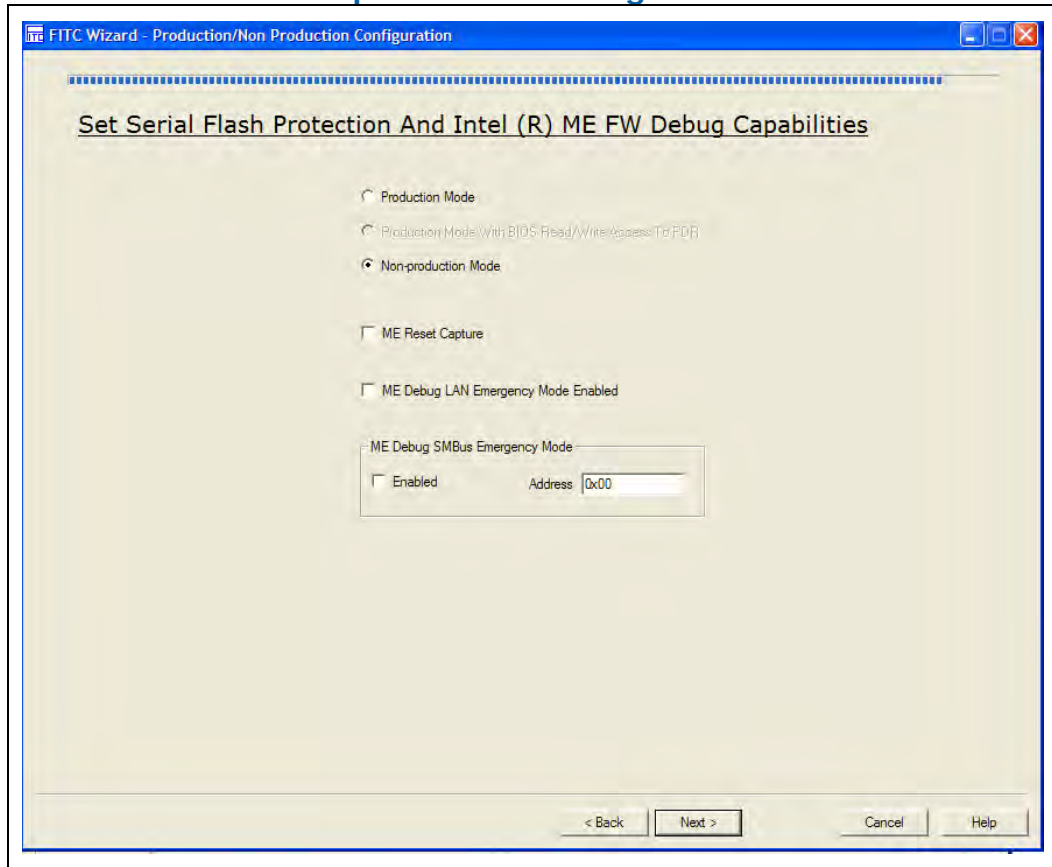 FITC Wizard - Production/Non Production Configuration
Set Serial Flash Protection And Intel (R) ME FW Debug Capabilities
Production Mode
Production Mode With BIOS Read/Write Access To PDR
Non-production Mode
ME Reset Capture
ME Debug LAN Emergency Mode Enabled
ME Debug SMBus Emergency Mode
Enabled Address 0x00
< Back Next > Cancel Help